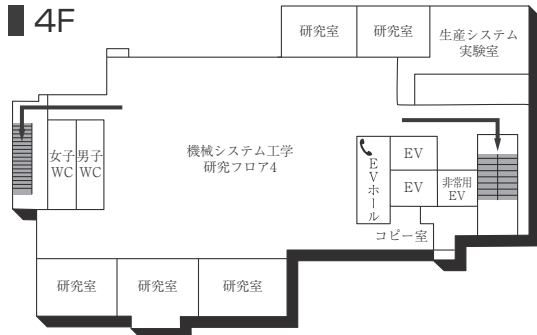 4F
研究室
研究室
生産システム
実験室
女子
WC
男子
WC
機械システム工学
研究フロア4
EVホール
EV
EV
非常用
EV
コピー室
研究室
研究室
研究室